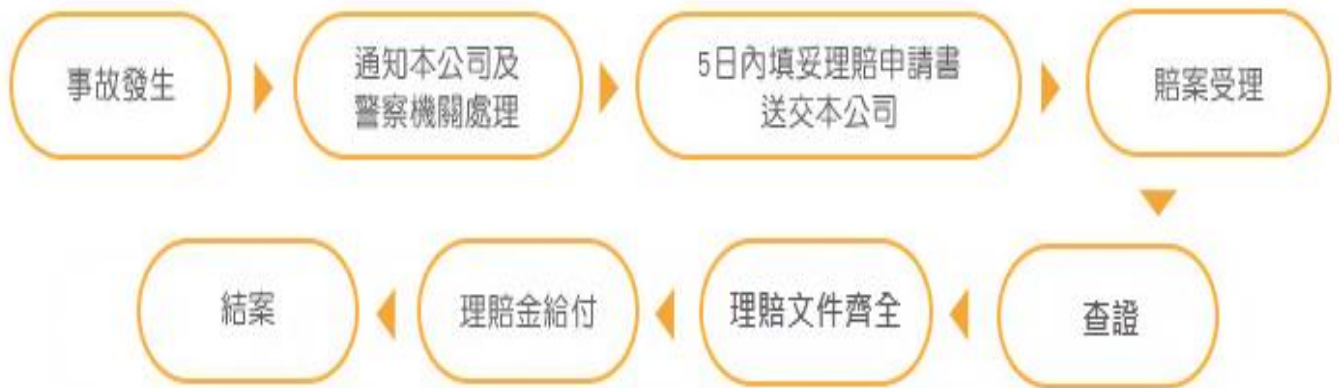 事故發生
通知本公司及
警察機關處理
5日內填妥理賠申請書
送交本公司
賠案受理
查證
理賠文件齊全
理賠金給付
結案